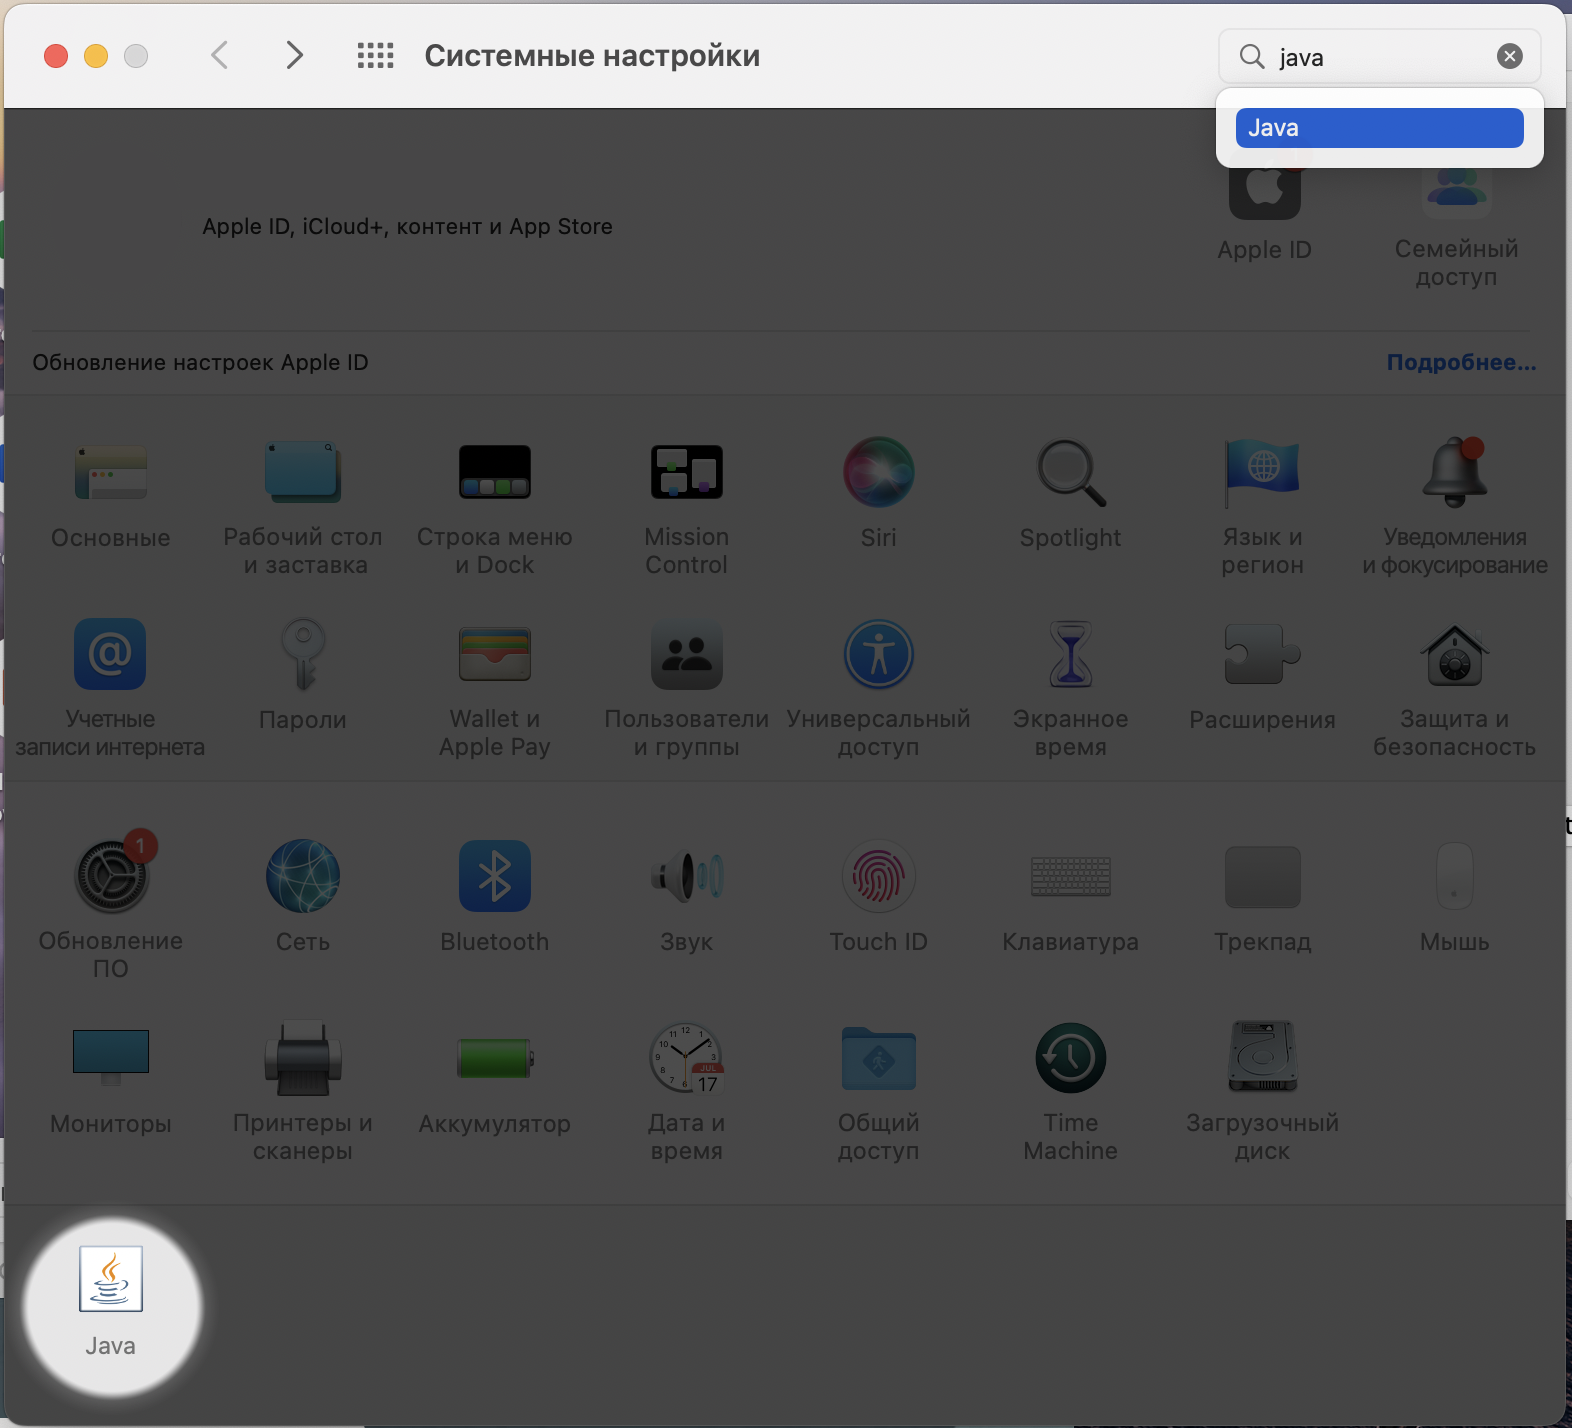 Системные настройки
java
Java
Apple ID, iCloud+, контент и App Store
Apple ID
Семейный
доступ
Обновление настроек Apple ID
Подробнее...
Основные
Рабочий стол
и заставка
Строка меню
и Dock
Mission
Control
Siri
Spotlight
Язык и
регион
Уведомления
и фокусирование
Учетные
записи интернета
Пароли
Wallet и
Apple Pay
Пользователи
и группы
Универсальный
доступ
Экранное
время
Расширения
Защита и
безопасность
1
Обновление
ПО
Сеть
Bluetooth
Звук
Touch ID
Клавиатура
Трекпад
Мышь
Мониторы
Принтеры и
сканеры
Аккумулятор
JUL
17
Дата и
время
Общий
доступ
Time
Machine
Загрузочный
диск
Java